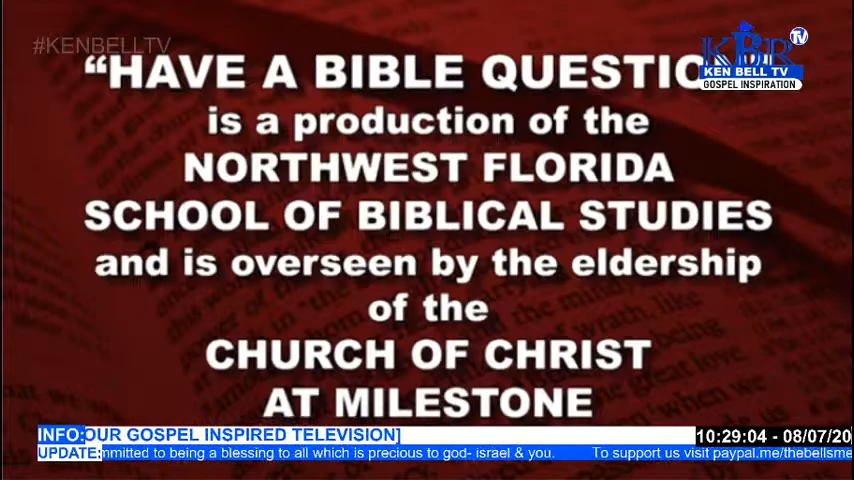 #KENBELLTV
KBR TV
KEN BELL TV
GOSPEL INSPIRATION
“HAVE A BIBLE QUESTIO
is a production of the
NORTHWEST FLORIDA
SCHOOL OF BIBLICAL STUDIES
and is overseen by the eldership
of the
CHURCH OF CHRIST
AT MILESTONE
INFO: OUR GOSPEL INSPIRED TELEVISION]
10:29:04 - 08/07/20
UPDATE: mmitted to being a blessing to all which is precious to god- israel & you. To support us visit paypal.me/thebellsme